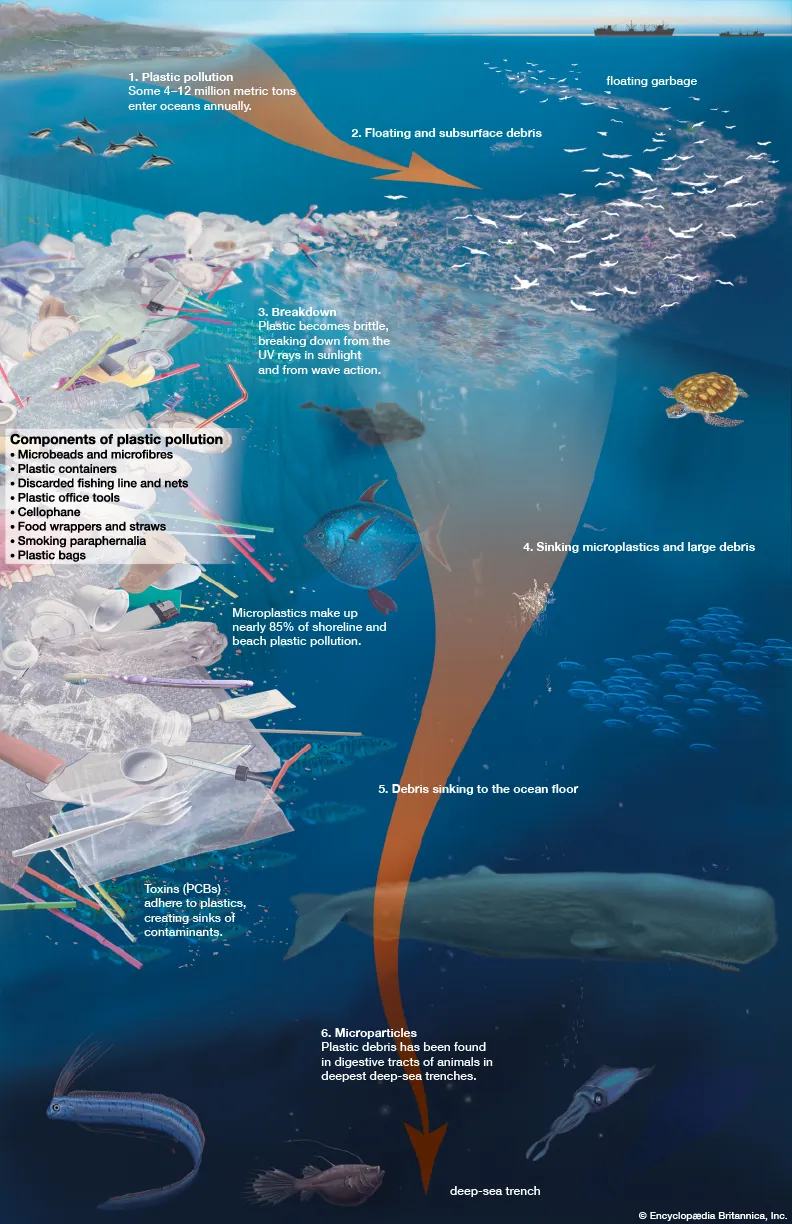 1. Plastic pollution
Some 4–12 million metric tons
enter oceans annually.
floating garbage
2. Floating and subsurface debris
3. Breakdown
Plastic becomes brittle,
breaking down from the
UV rays in sunlight
and from wave action.
Components of plastic pollution
• Microbeads and microfibres
• Plastic containers
• Discarded fishing line and nets
• Plastic office tools
• Cellophane
• Food wrappers and straws
• Smoking paraphernalia
• Plastic bags
4. Sinking microplastics and large debris
Microplastics make up
nearly 85% of shoreline and
beach plastic pollution.
5. Debris sinking to the ocean floor
Toxins (PCBs)
adhere to plastics,
creating sinks of
contaminants.
6. Microparticles
Plastic debris has been found
in digestive tracts of animals in
deepest deep-sea trenches.
deep-sea trench
© Encyclopædia Britannica, Inc.